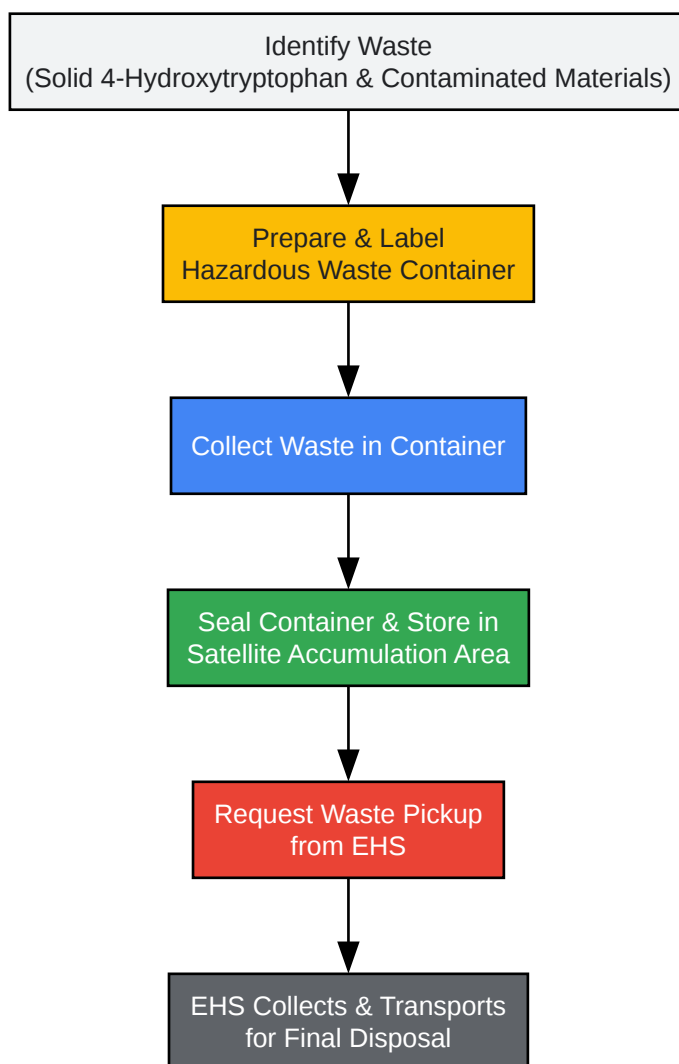 Identify Waste
(Solid 4-Hydroxytryptophan & Contaminated Materials)
Prepare & Label
Hazardous Waste Container
Collect Waste in Container
Seal Container & Store in
Satellite Accumulation Area
Request Waste Pickup
from EHS
EHS Collects & Transports
for Final Disposal